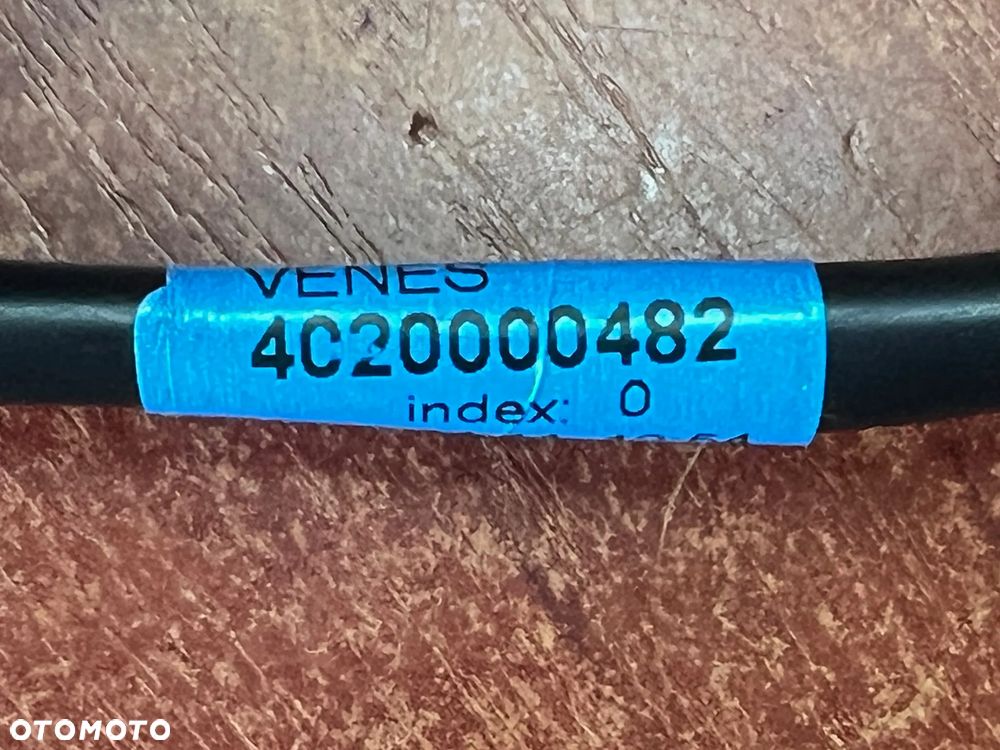 VENES
4C20000482
index: 0
OTOMOTO